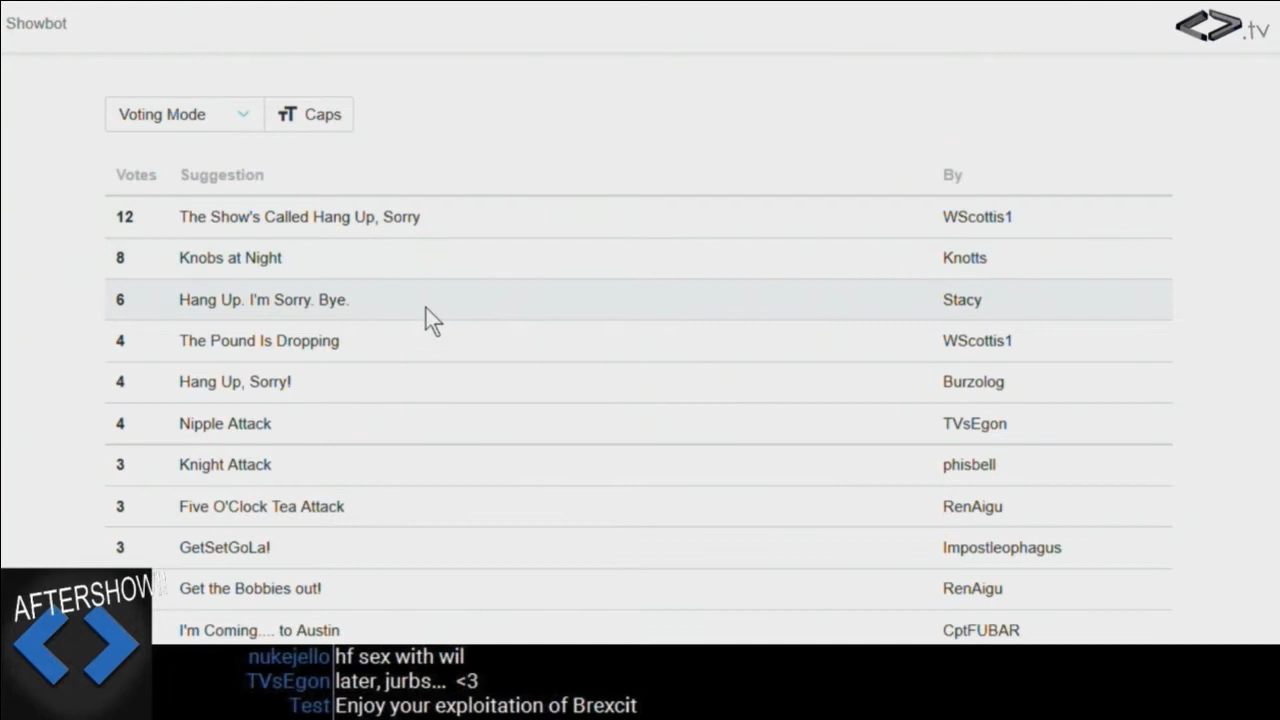 Showbot
.tv
Voting Mode Caps
Votes Suggestion By
12 The Show's Called Hang Up, Sorry WScottis1
8 Knobs at Night Knotts
6 Hang Up. I'm Sorry. Bye. Stacy
4 The Pound Is Dropping WScottis1
4 Hang Up, Sorry! Burzolog
4 Nipple Attack TVsEgon
3 Knight Attack phisbell
3 Five O'Clock Tea Attack RenAigu
3 GetSetGoLa! Impostleophagus
Get the Bobbies out! RenAigu
I'm Coming.... to Austin CptFUBAR
AFTERSHOW!!
nukejello hf sex with wil
TVsEgon later, jurbs... <3
Test Enjoy your exploitation of Brexcit